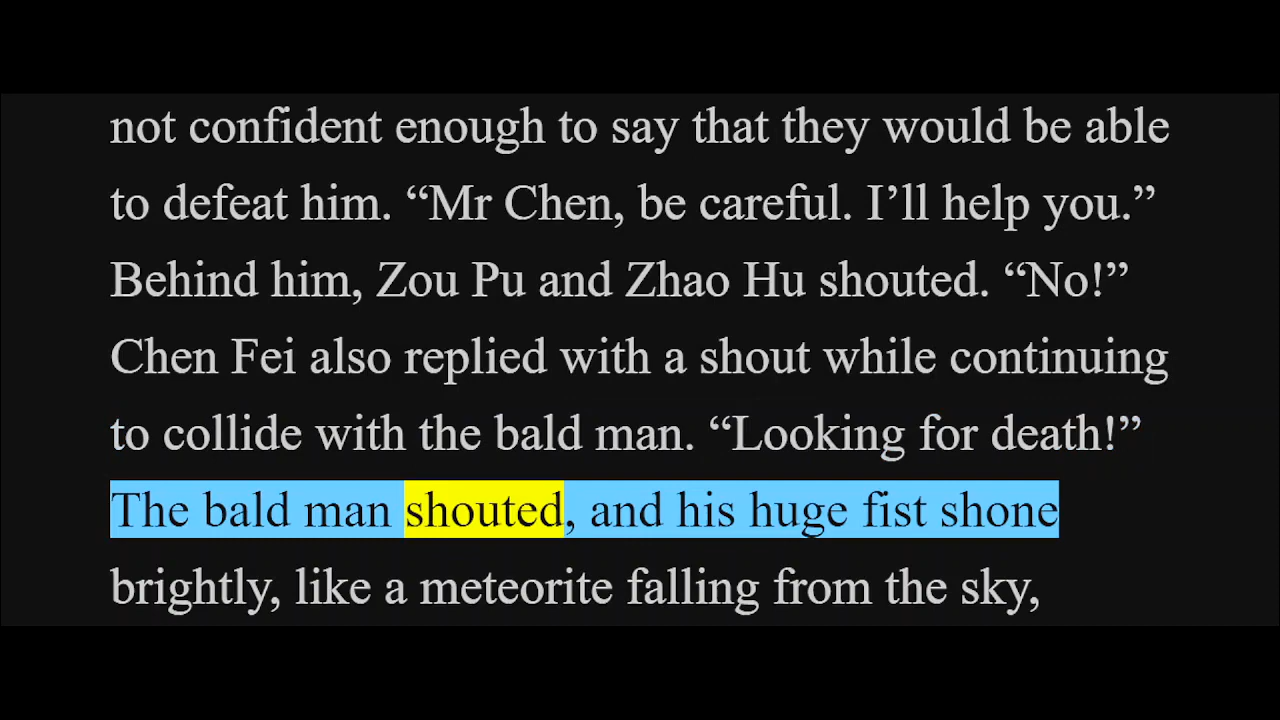 not confident enough to say that they would be able
to defeat him. “Mr Chen, be careful. I’ll help you.”
Behind him, Zou Pu and Zhao Hu shouted. “No!”
Chen Fei also replied with a shout while continuing
to collide with the bald man. “Looking for death!”
The bald man shouted, and his huge fist shone
brightly, like a meteorite falling from the sky,